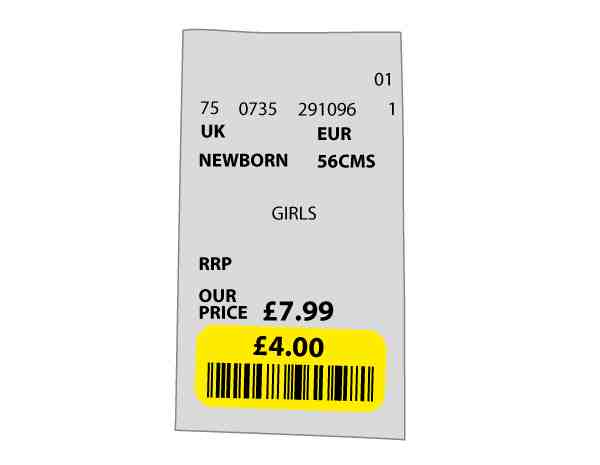 01
75 0735 291096 1
UK EUR
NEWBORN 56CMS
GIRLS
RRP
OUR
PRICE £7.99
£4.00